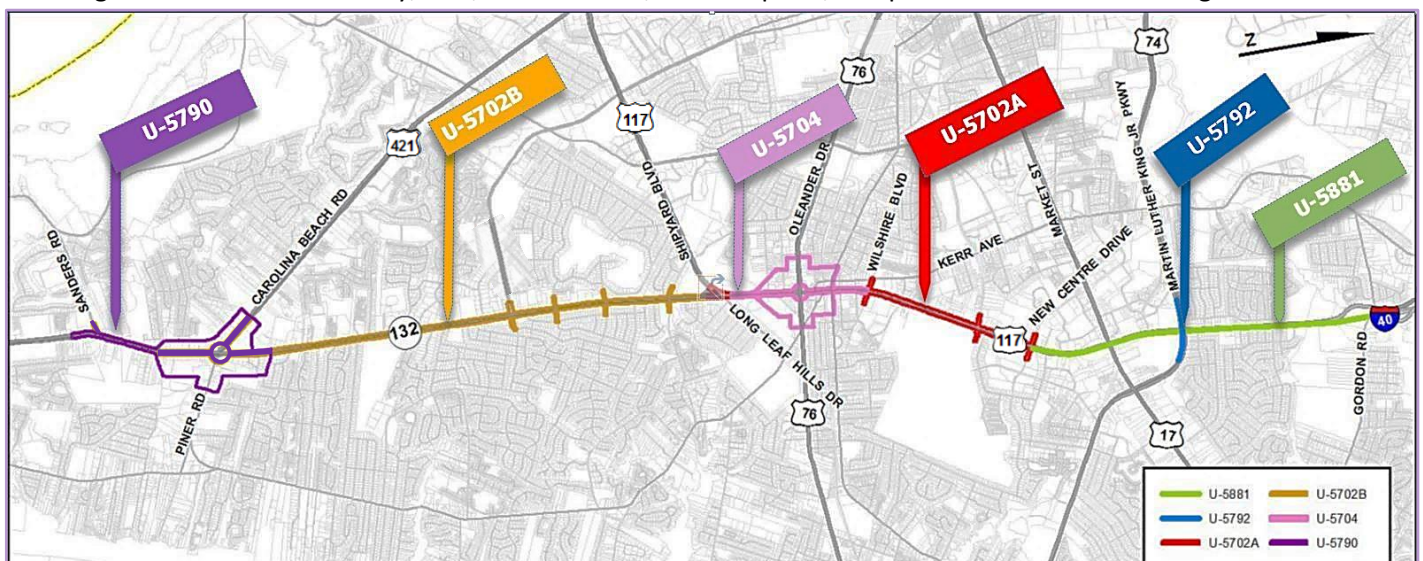 U-5790
U-5702B
U-5704
U-5702A
U-5792
U-5881
Z
421
117
76
74
SANDERS RD
CAROLINA BEACH RD
SHIPYARD BLVD
OLEANDER DR
WILSHIRE BLVD
KERR AVE
MARKET ST
NEW CENTRE DRIVE
MARTIN LUTHER KING JR PKWY
132
117
40
LONG LEAF HILLS DR
PINER RD
76
17
GORDON RD
U-5881
U-5702B
U-5792
U-5704
U-5702A
U-5790